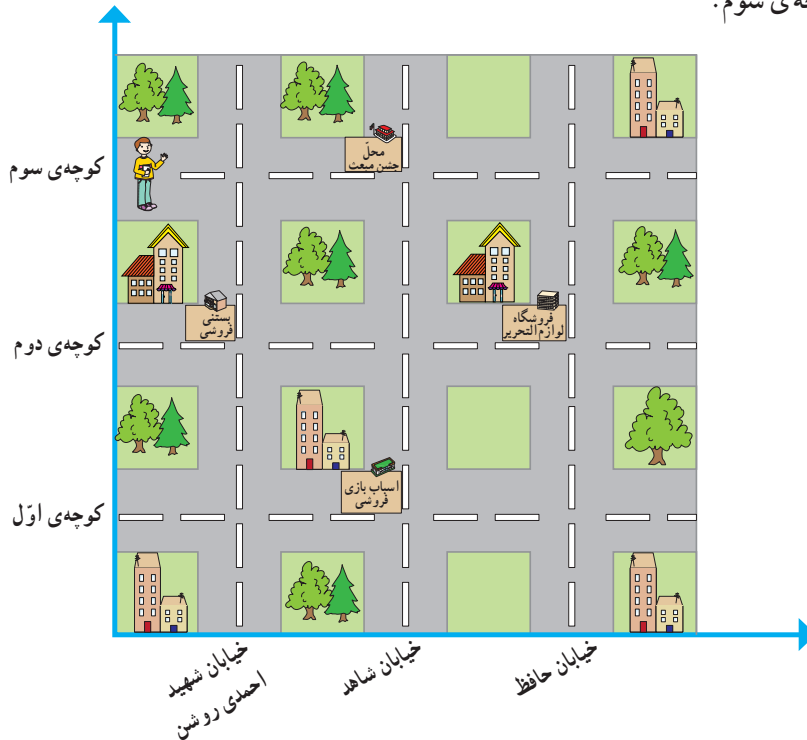 سوم.
کوچه‌ی سوم
محلّ
جشن مبعث
بستنی
فروشی
فروشگاه
لوازم التحریر
کوچه‌ی دوم
اسباب بازی
فروشی
کوچه‌ی اوّل
خیابان شهید
احمدی روشن
خیابان شاهد
خیابان حافظ